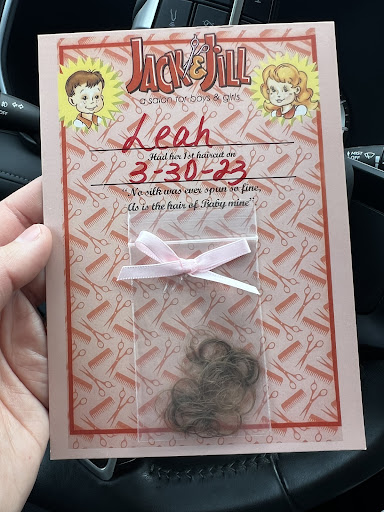 JACK & JILL
a salon for boys & girls
Leah
Had her 1st haircut on
3-30-23
"No silk was ever spun so fine,
As is the hair of Baby mine"